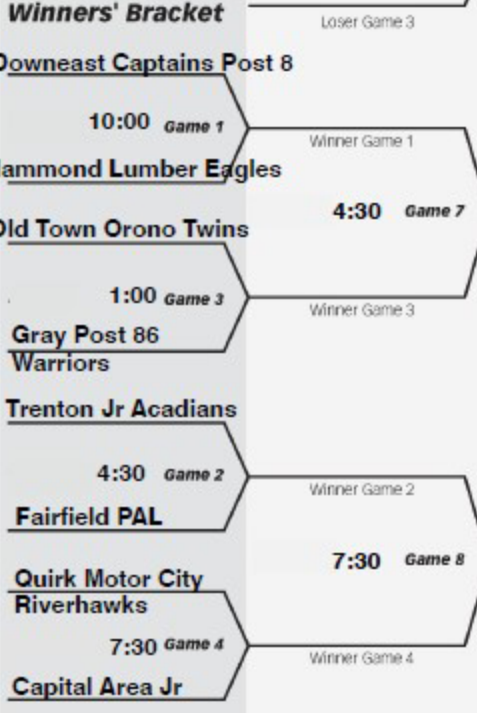 Winners' Bracket
Loser Game 3
Downeast Captains Post 8
10:00 Game 1
Winner Game 1
Hammond Lumber Eagles
4:30 Game 7
Old Town Orono Twins
1:00 Game 3
Winner Game 3
Gray Post 86
Warriors
Trenton Jr Acadians
4:30 Game 2
Winner Game 2
Fairfield PAL
7:30 Game 8
Quirk Motor City
Riverhawks
7:30 Game 4
Winner Game 4
Capital Area Jr